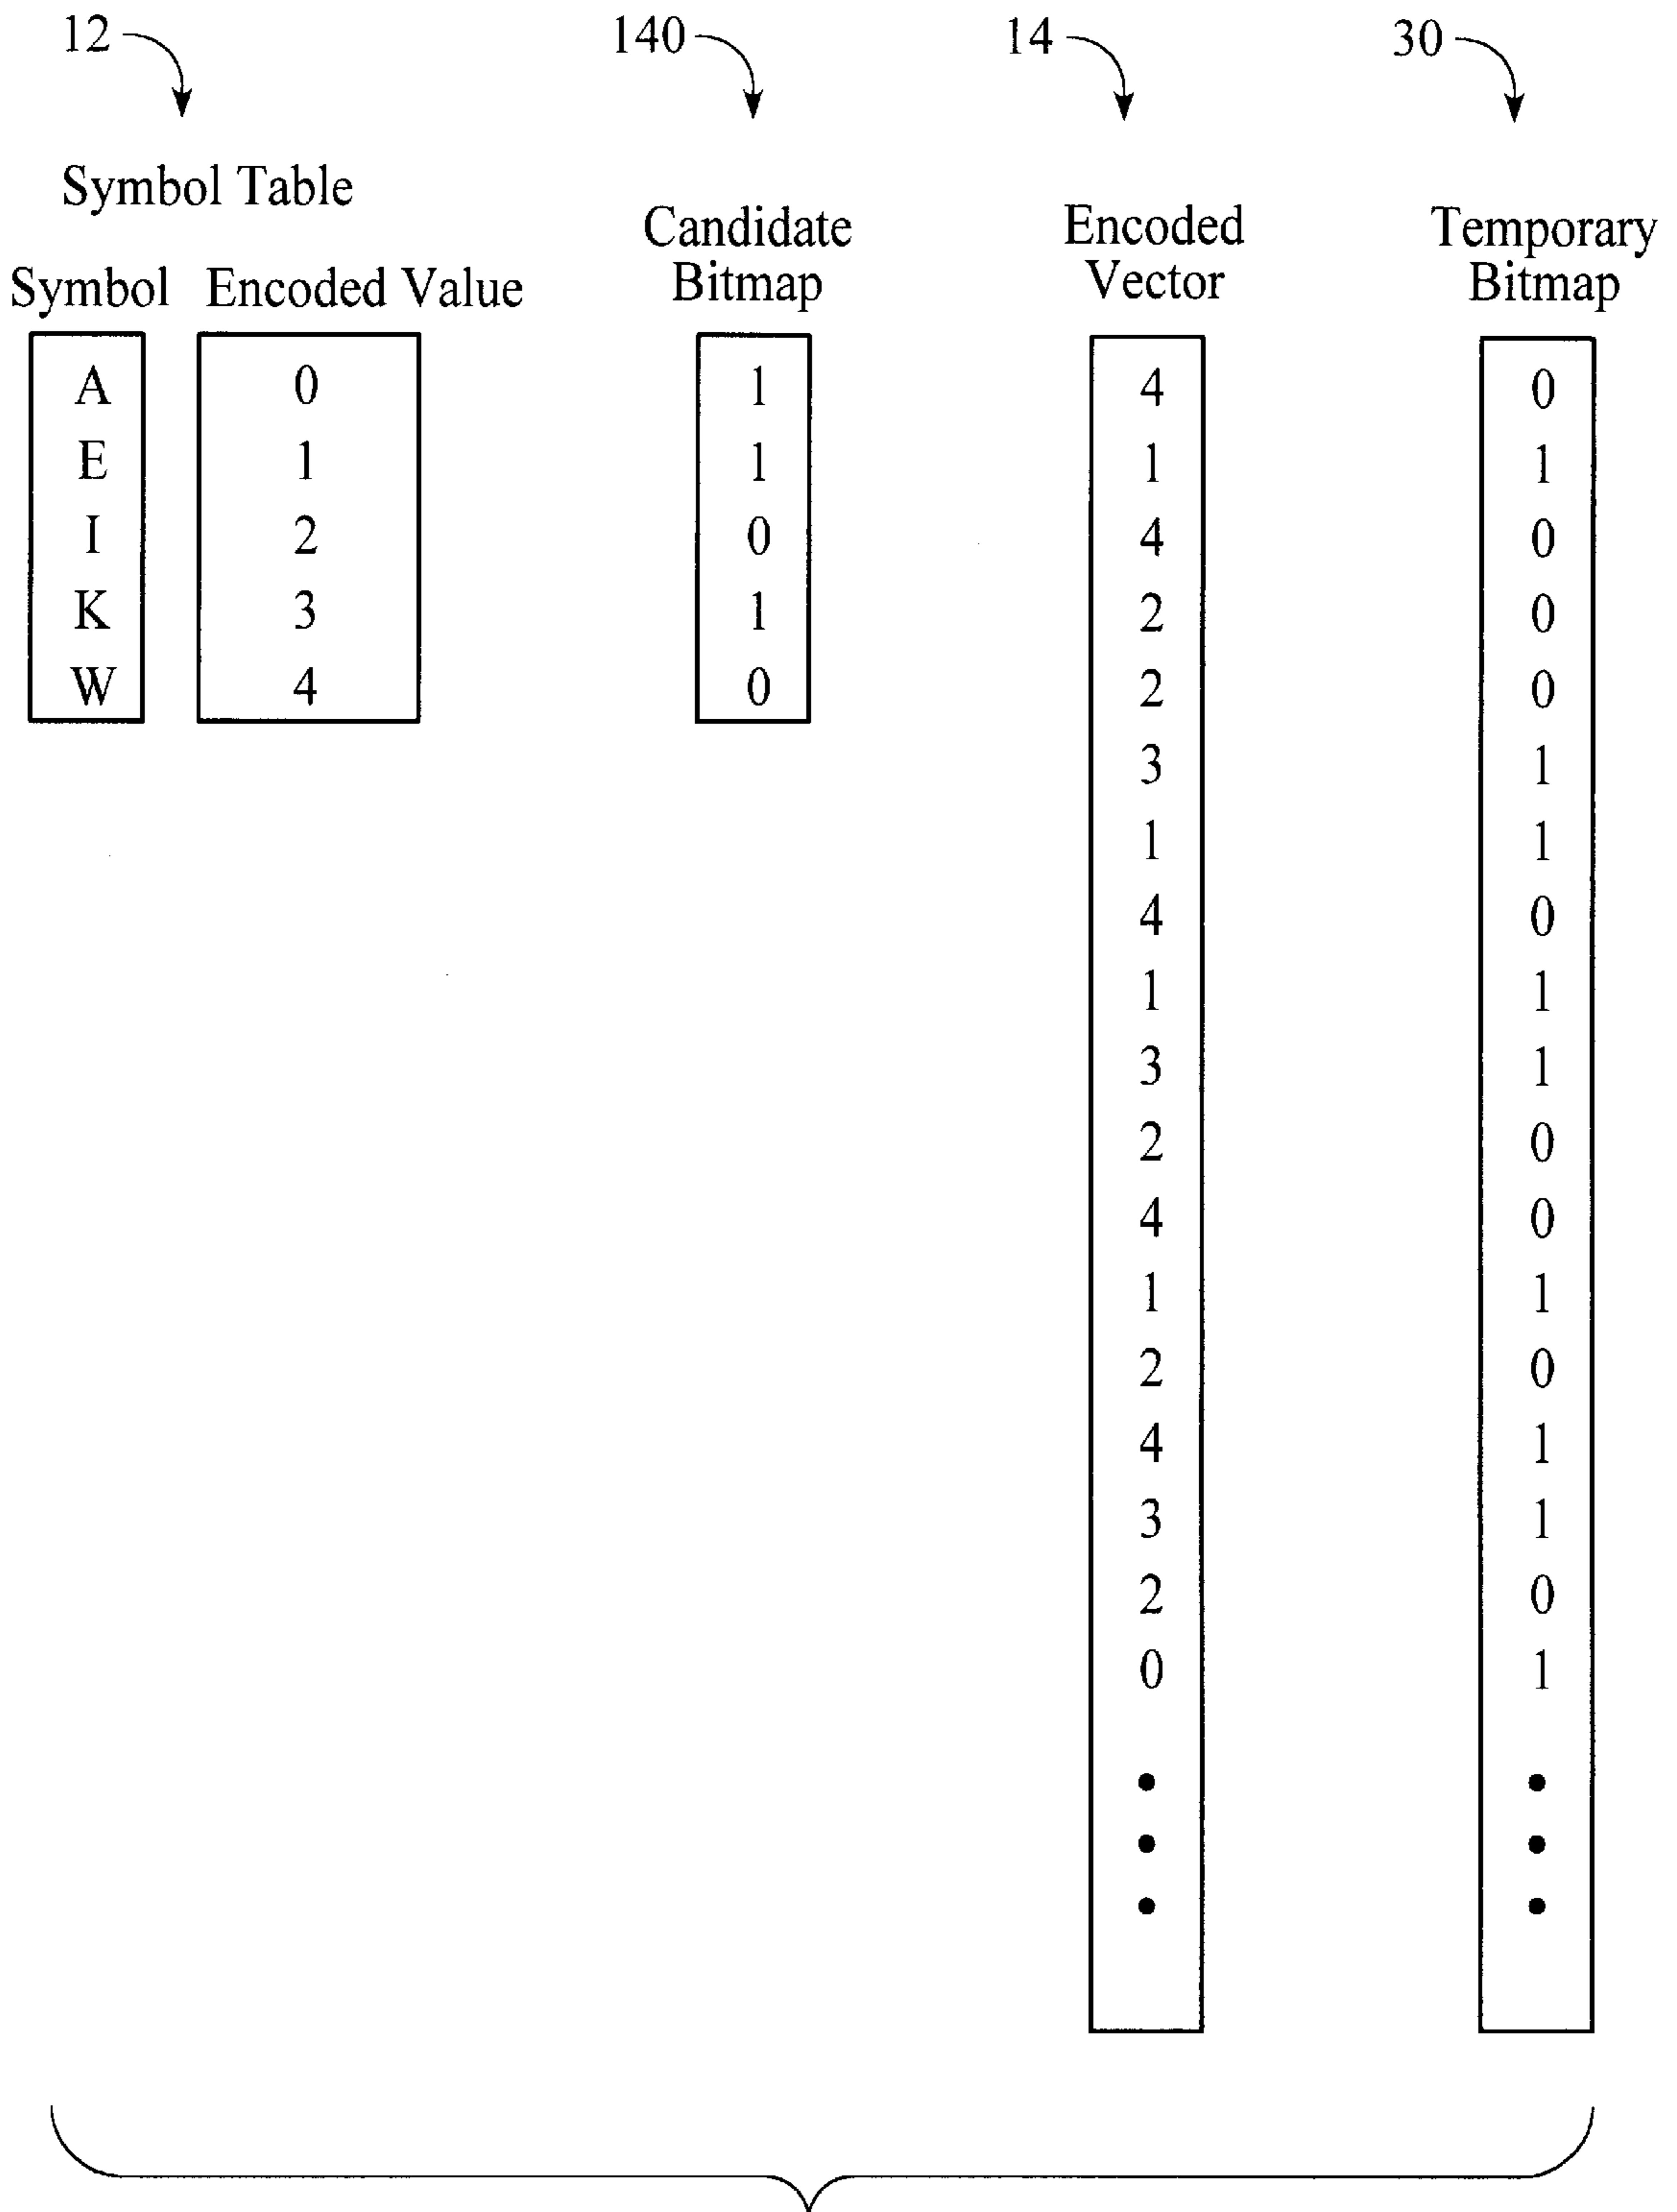 12 140 14 30
Symbol Table
Candidate Encoded Temporary
Symbol Encoded Value Bitmap Vector Bitmap
A 0 1 4 0
E 1 1 1 1
I 2 0 4 0
K 3 1 2 0
W 4 0 2 0
3 1
1 1
4 0
1 1
3 1
2 0
4 0
1 1
2 0
4 1
3 1
2 0
0 1